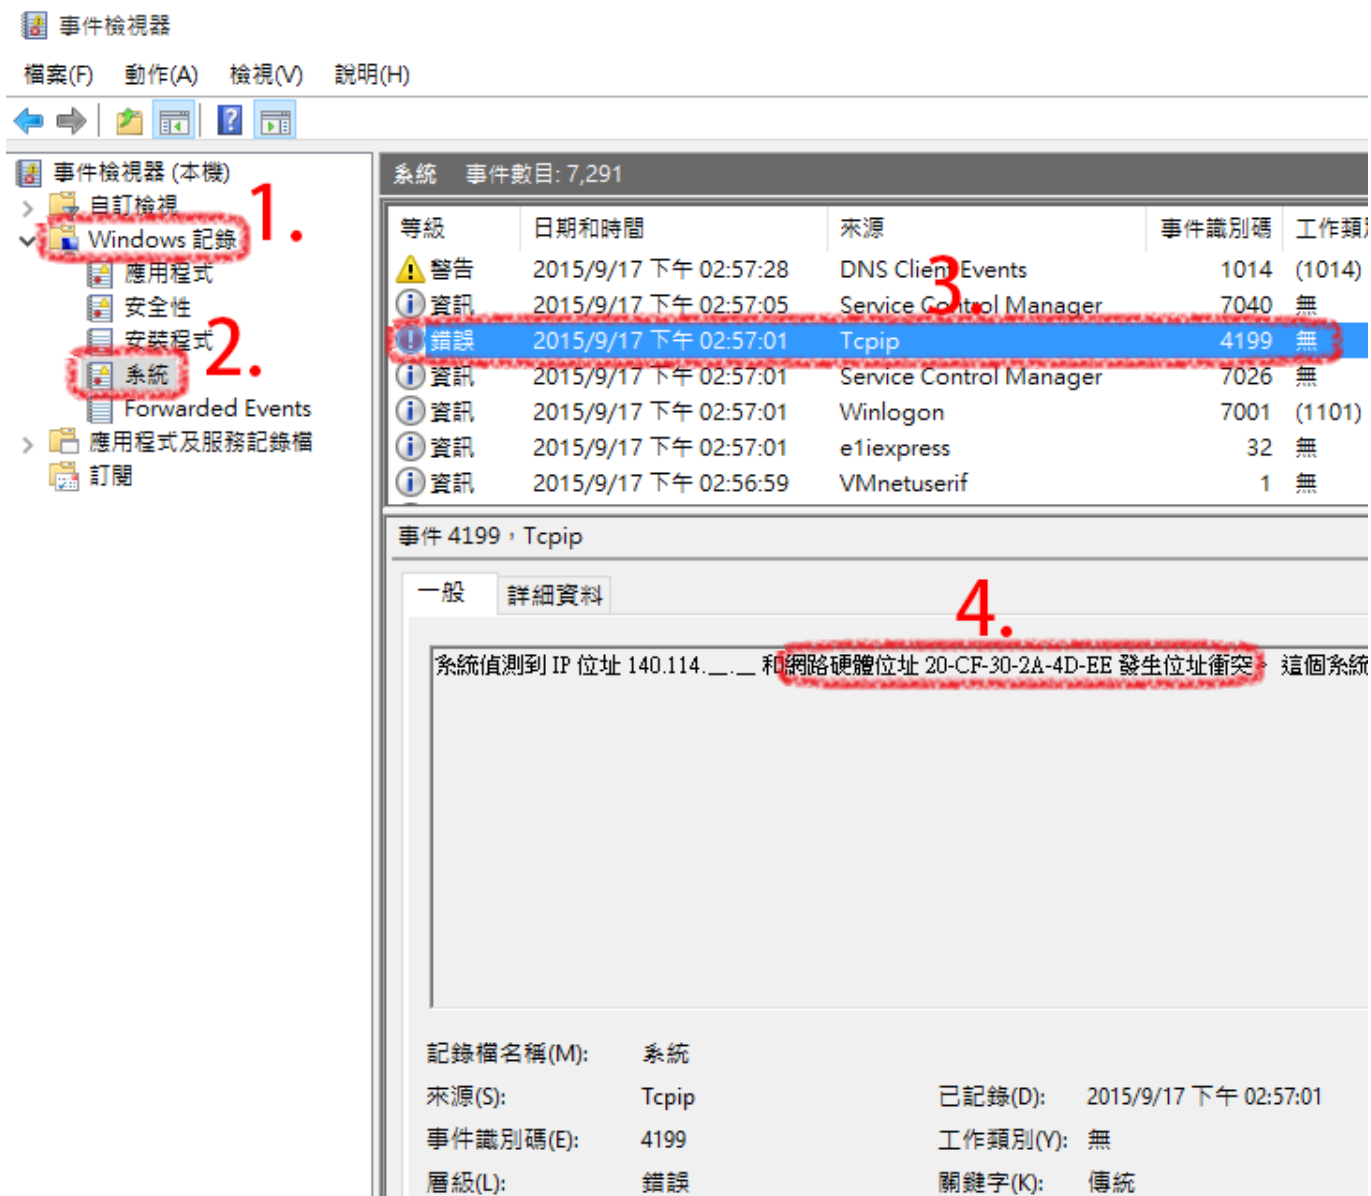 事件檢視器
檔案(F) 動作(A) 檢視(V) 說明(H)
事件檢視器 (本機)
自訂檢視
1.
Windows 記錄
應用程式
安全性
安裝程式
2.
系統
Forwarded Events
應用程式及服務記錄檔
訂閱
系統 事件數目: 7,291
等級 日期和時間 來源 事件識別碼 工作類別
警告 2015/9/17 下午 02:57:28 DNS Client Events 1014 (1014)
3.
資訊 2015/9/17 下午 02:57:05 Service Control Manager 7040 無
錯誤 2015/9/17 下午 02:57:01 Tcpip 4199 無
資訊 2015/9/17 下午 02:57:01 Service Control Manager 7026 無
資訊 2015/9/17 下午 02:57:01 Winlogon 7001 (1101)
資訊 2015/9/17 下午 02:57:01 e1iexpress 32 無
資訊 2015/9/17 下午 02:56:59 VMnetuserif 1 無
事件 4199，Tcpip
一般 詳細資料
4.
系統偵測到 IP 位址 140.114.__.__ 和網路硬體位址 20-CF-30-2A-4D-EE 發生位址衝突。 這個系統
記錄檔名稱(M): 系統
來源(S): Tcpip 已記錄(D): 2015/9/17 下午 02:57:01
事件識別碼(E): 4199 工作類別(Y): 無
層級(L): 錯誤 關鍵字(K): 傳統